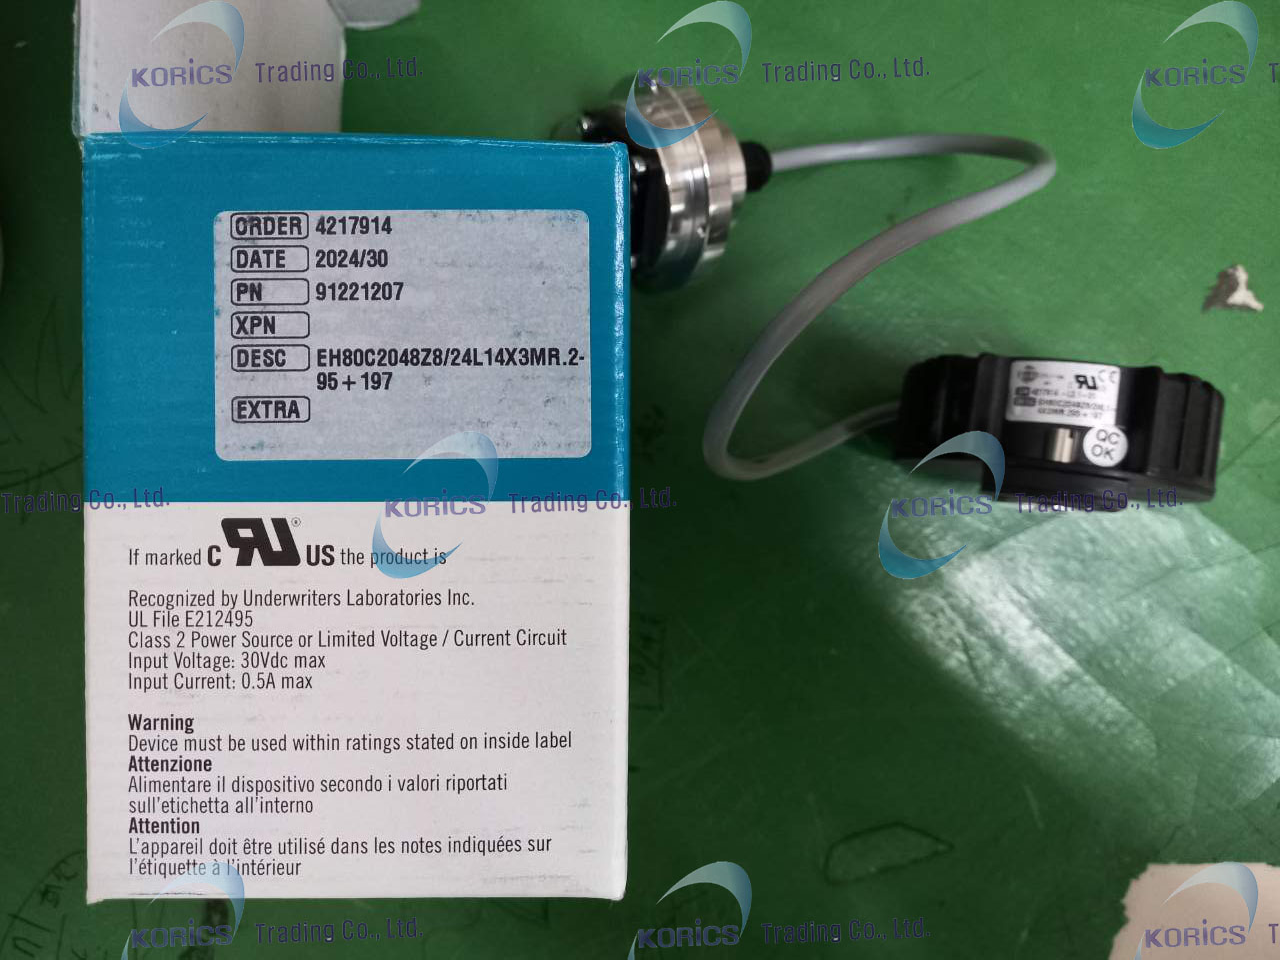 KORICS Trading Co., Ltd.
KORICS Trading Co., Ltd.
KORICS
ORDER 4217914
DATE 2024/30
PN 91221207
XPN
DESC EH80C2048Z8/24L14X3MR.2-
95+197
EXTRA
CE
4217914
+197
QC
OK
Trading Co., Ltd.
KORICS Trading Co., Ltd.
KORICS Trading Co., Ltd.
If marked C RU ® US the product is
Recognized by Underwriters Laboratories Inc.
UL File E212495
Class 2 Power Source or Limited Voltage / Current Circuit
Input Voltage: 30Vdc max
Input Current: 0.5A max
Warning
Device must be used within ratings stated on inside label
Attenzione
Alimentare il dispositivo secondo i valori riportati
sull'etichetta all'interno
Attention
L'appareil doit être utilisé dans les notes indiquées sur
l'étiquette à l'intérieur
KORICS Trading Co., Ltd.
KORICS Trading Co., Ltd.
KORICS